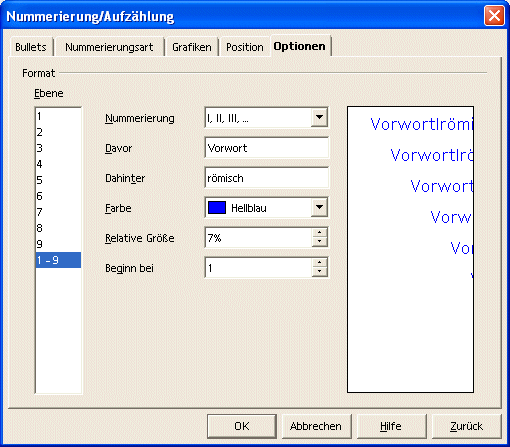 Nummerierung/Aufzählung
Bullets Nummerierungsart Grafiken Position Optionen
Format
Ebene
1
2
3
4
5
6
7
8
9
1 - 9
Nummerierung I, II, III, ...
Davor Vorwort
Dahinter römisch
Farbe Hellblau
Relative Größe 7%
Beginn bei 1
VorwortIrömi
VorwortIrö
Vorwort
Vorw
Vor
OK Abbrechen Hilfe Zurück